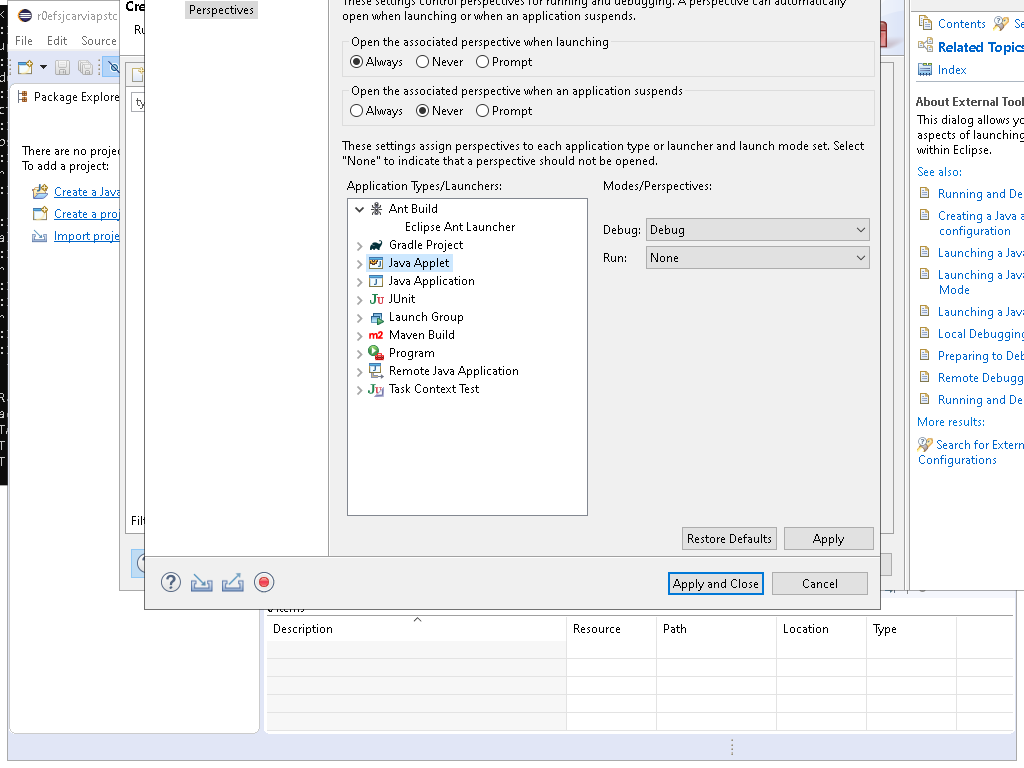 r0efsjcarviapstc
File Edit Source
Package Explore
There are no proje
To add a project:
Create a Java
Create a proj
Import proje
Cre
Ru
ty
Filt
Perspectives
These settings control perspectives for running and debugging. A perspective can automatically
open when launching or when an application suspends.
Open the associated perspective when launching
Always Never Prompt
Open the associated perspective when an application suspends
Always Never Prompt
These settings assign perspectives to each application type or launcher and launch mode set. Select
"None" to indicate that a perspective should not be opened.
Application Types/Launchers:
Modes/Perspectives:
Ant Build
Eclipse Ant Launcher
Gradle Project
Java Applet
Java Application
JUnit
Launch Group
Maven Build
Program
Remote Java Application
Task Context Test
Debug: Debug
Run: None
Restore Defaults Apply
Apply and Close Cancel
Contents Se
Related Topics
Index
About External Tool
This dialog allows yo
aspects of launching
within Eclipse.
See also:
Running and De
Creating a Java a
configuration
Launching a Java
Launching a Java
Mode
Launching a Java
Local Debugging
Preparing to Deb
Remote Debugg
Running and De
More results:
Search for Extern
Configurations
items
Description Resource Path Location Type